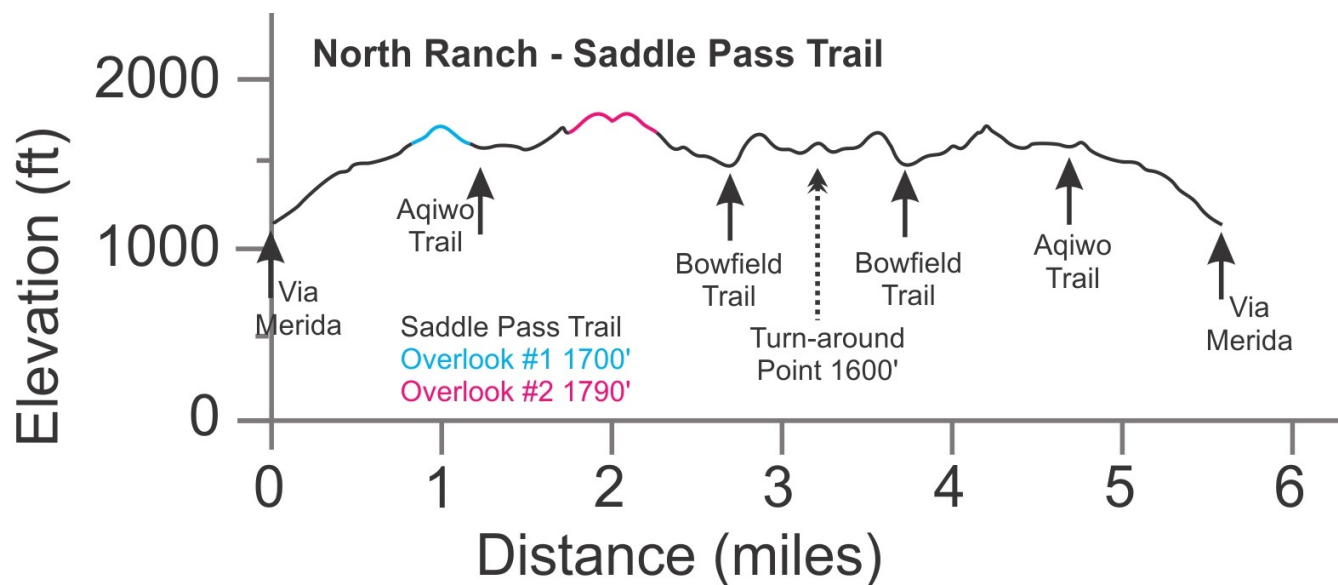 North Ranch - Saddle Pass Trail
Elevation (ft)
2000
1000
0
Via
Merida
Aqiwo
Trail
Saddle Pass Trail
Overlook #1 1700'
Overlook #2 1790'
Bowfield
Trail
Turn-around
Point 1600'
Bowfield
Trail
Aqiwo
Trail
Via
Merida
0 1 2 3 4 5 6
Distance (miles)